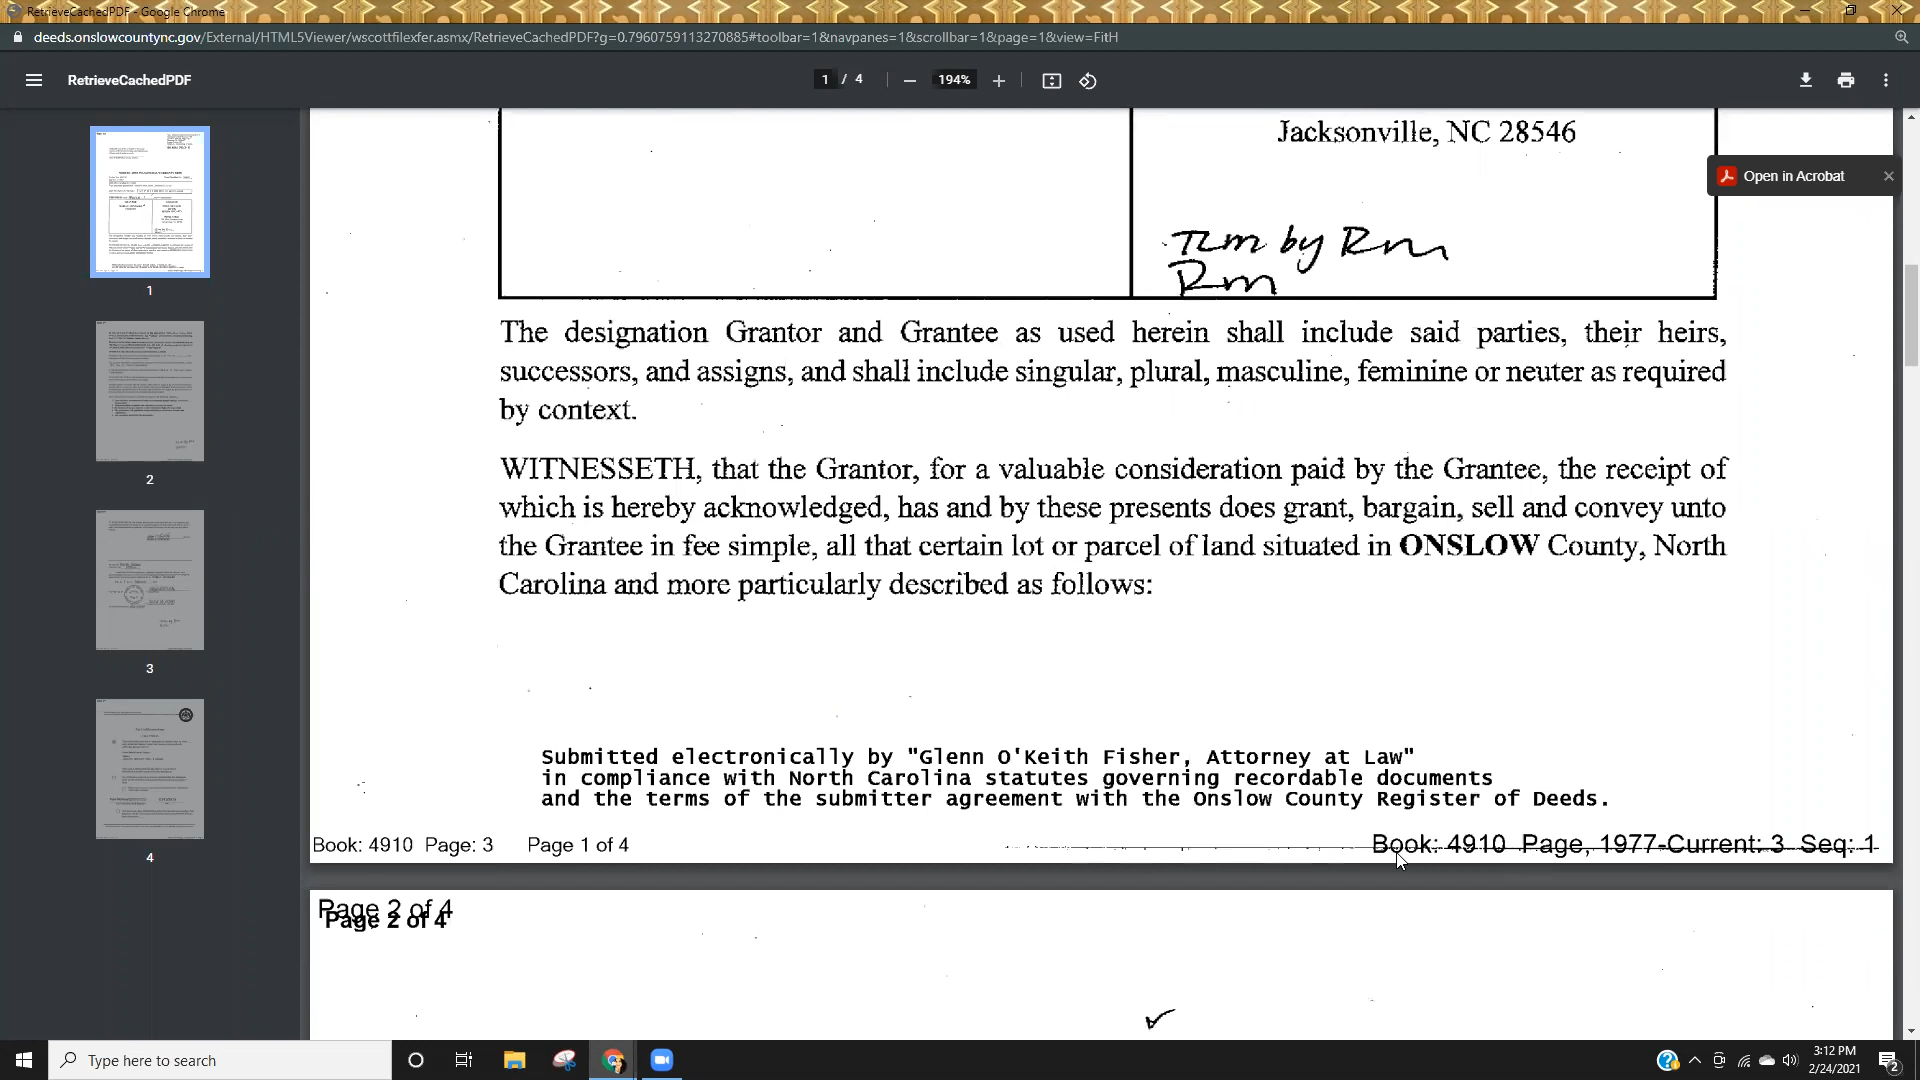 RetrieveCachedPDF - Google Chrome
deeds.onslowcountync.gov/External/HTML5Viewer/wscottfilexfer.asmx/RetrieveCachedPDF?g=0.7960759113270885#toolbar=1&navpanes=1&scrollbar=1&page=1&view=FitH
RetrieveCachedPDF
1 / 4
194%
Open in Acrobat
1
2
3
4
Jacksonville, NC 28546
by Rm
Rm
The designation Grantor and Grantee as used herein shall include said parties, their heirs,
successors, and assigns, and shall include singular, plural, masculine, feminine or neuter as required
by context.
WITNESSETH, that the Grantor, for a valuable consideration paid by the Grantee, the receipt of
which is hereby acknowledged, has and by these presents does grant, bargain, sell and convey unto
the Grantee in fee simple, all that certain lot or parcel of land situated in ONSLOW County, North
Carolina and more particularly described as follows:
Submitted electronically by "Glenn O'Keith Fisher, Attorney at Law"
in compliance with North Carolina statutes governing recordable documents
and the terms of the submitter agreement with the Onslow County Register of Deeds.
Book: 4910 Page: 3 Page 1 of 4
Book: 4910 Page, 1977-Current: 3 Seq: 1
Page 2 of 4
Page 2 of 4
Type here to search
3:12 PM
2/24/2021
2